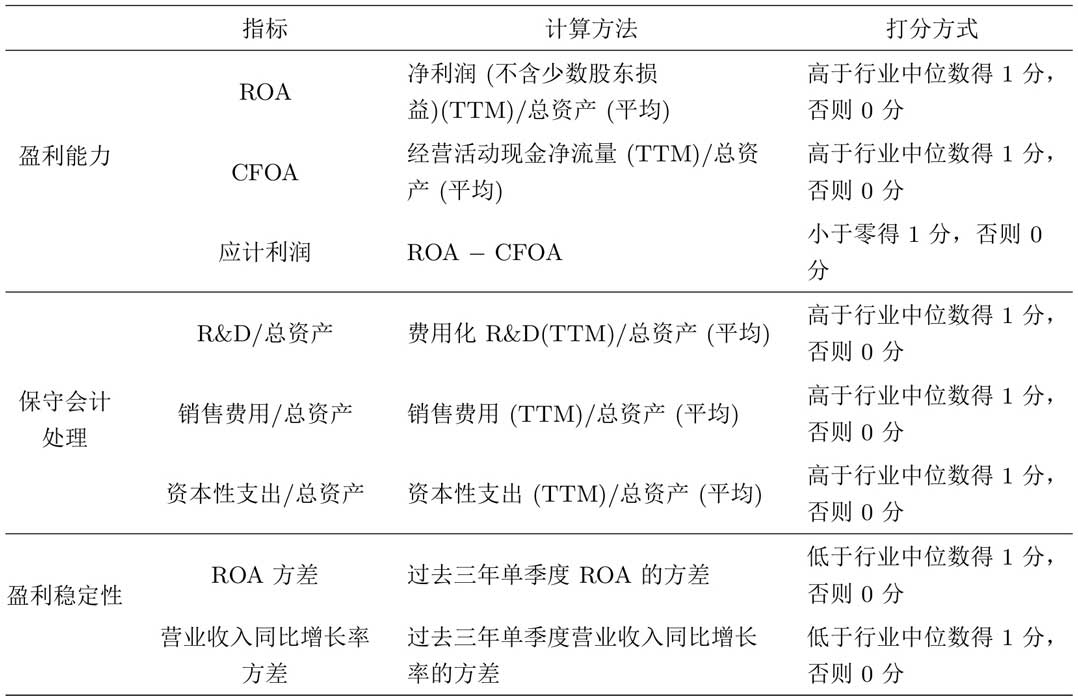 指标 计算方法 打分方式
盈利能力
ROA
净利润 (不含少数股东损
益)(TTM)/总资产 (平均)
高于行业中位数得 1 分，
否则 0 分
CFOA
经营活动现金净流量 (TTM)/总资
产 (平均)
高于行业中位数得 1 分，
否则 0 分
应计利润
ROA − CFOA
小于零得 1 分，否则 0
分
保守会计
处理
R&D/总资产
费用化 R&D(TTM)/总资产 (平均)
高于行业中位数得 1 分，
否则 0 分
销售费用/总资产
销售费用 (TTM)/总资产 (平均)
高于行业中位数得 1 分，
否则 0 分
资本性支出/总资产
资本性支出 (TTM)/总资产 (平均)
高于行业中位数得 1 分，
否则 0 分
盈利稳定性
ROA 方差
过去三年单季度 ROA 的方差
低于行业中位数得 1 分，
否则 0 分
营业收入同比增长率
方差
过去三年单季度营业收入同比增长
率的方差
低于行业中位数得 1 分，
否则 0 分